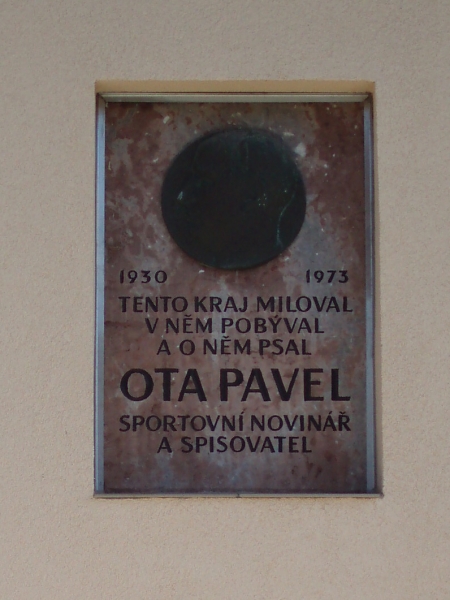 1930 1973
TENTO KRAJ MILOVAL
V NĚM POBÝVAL
A O NĚM PSAL
OTA PAVEL
SPORTOVNÍ NOVINÁŘ
A SPISOVATEL